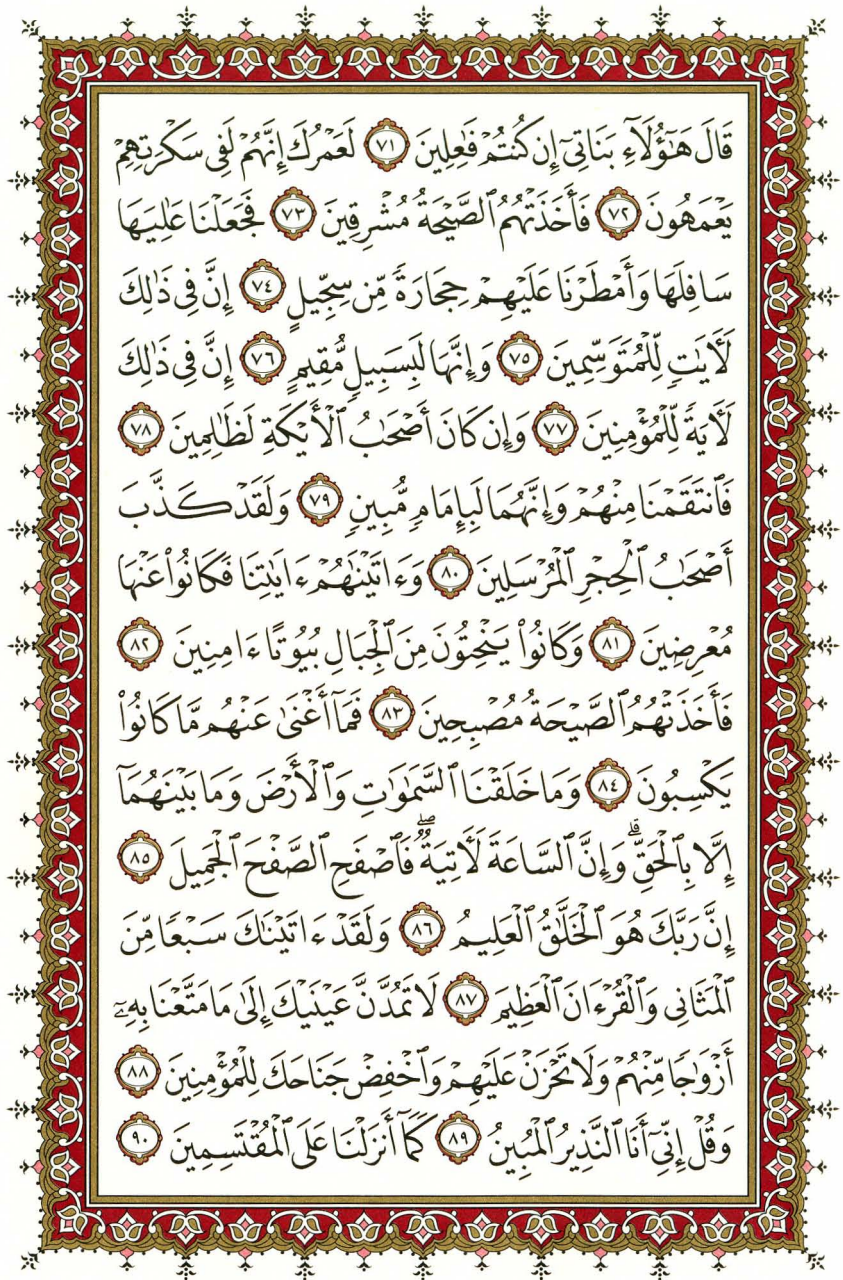 قَالَ هَٰٓؤُلَآءِ بَنَاتِىٓ إِن كُنتُمْ فَٰعِلِينَ ٧١ لَعَمْرُكَ إِنَّهُمْ لَفِى سَكْرَتِهِمْ
يَعْمَهُونَ ٧٢ فَأَخَذَتْهُمُ ٱلصَّيْحَةُ مُشْرِقِينَ ٧٣ فَجَعَلْنَا عَٰلِيَهَا
سَافِلَهَا وَأَمْطَرْنَا عَلَيْهِمْ حِجَارَةً مِّن سِجِّيلٍ ٧٤ إِنَّ فِى ذَٰلِكَ
لَءَايَٰتٍ لِّلْمُتَوَسِّمِينَ ٧٥ وَإِنَّهَا لَبِسَبِيلٍ مُّقِيمٍ ٧٦ إِنَّ فِى ذَٰلِكَ
لَءَايَةً لِّلْمُؤْمِنِينَ ٧٧ وَإِن كَانَ أَصْحَٰبُ ٱلْأَيْكَةِ لَظَٰلِمِينَ ٧٨
فَٱنتَقَمْنَا مِنْهُمْ وَإِنَّهُمَا لَبِإِمَامٍ مُّبِينٍ ٧٩ وَلَقَدْ كَذَّبَ
أَصْحَٰبُ ٱلْحِجْرِ ٱلْمُرْسَلِينَ ٨٠ وَءَاتَيْنَٰهُمْ ءَايَٰتِنَا فَكَانُوا۟ عَنْهَا
مُعْرِضِينَ ٨١ وَكَانُوا۟ يَنْحِتُونَ مِنَ ٱلْجِبَالِ بُيُوتًا ءَامِنِينَ ٨٢
فَأَخَذَتْهُمُ ٱلصَّيْحَةُ مُصْبِحِينَ ٨٣ فَمَآ أَغْنَىٰ عَنْهُم مَّا كَانُوا۟
يَكْسِبُونَ ٨٤ وَمَا خَلَقْنَا ٱلسَّمَٰوَٰتِ وَٱلْأَرْضَ وَمَا بَيْنَهُمَآ
إِلَّا بِٱلْحَقِّ ۗ وَإِنَّ ٱلسَّاعَةَ لَءَاتِيَةٌ ۖ فَٱصْفَحِ ٱلصَّفْحَ ٱلْجَمِيلَ ٨٥
إِنَّ رَبَّكَ هُوَ ٱلْخَلَّٰقُ ٱلْعَلِيمُ ٨٦ وَلَقَدْ ءَاتَيْنَٰكَ سَبْعًا مِّنَ
ٱلْمَثَانِى وَٱلْقُرْءَانَ ٱلْعَظِيمَ ٨٧ لَا تَمُدَّنَّ عَيْنَيْكَ إِلَىٰ مَا مَتَّعْنَا بِهِۦٓ
أَزْوَٰجًا مِّنْهُمْ وَلَا تَحْزَنْ عَلَيْهِمْ وَٱخْفِضْ جَنَاحَكَ لِلْمُؤْمِنِينَ ٨٨
وَقُلْ إِنِّىٓ أَنَا ٱلنَّذِيرُ ٱلْمُبِينُ ٨٩ كَمَآ أَنزَلْنَا عَلَى ٱلْمُقْتَسِمِينَ ٩٠